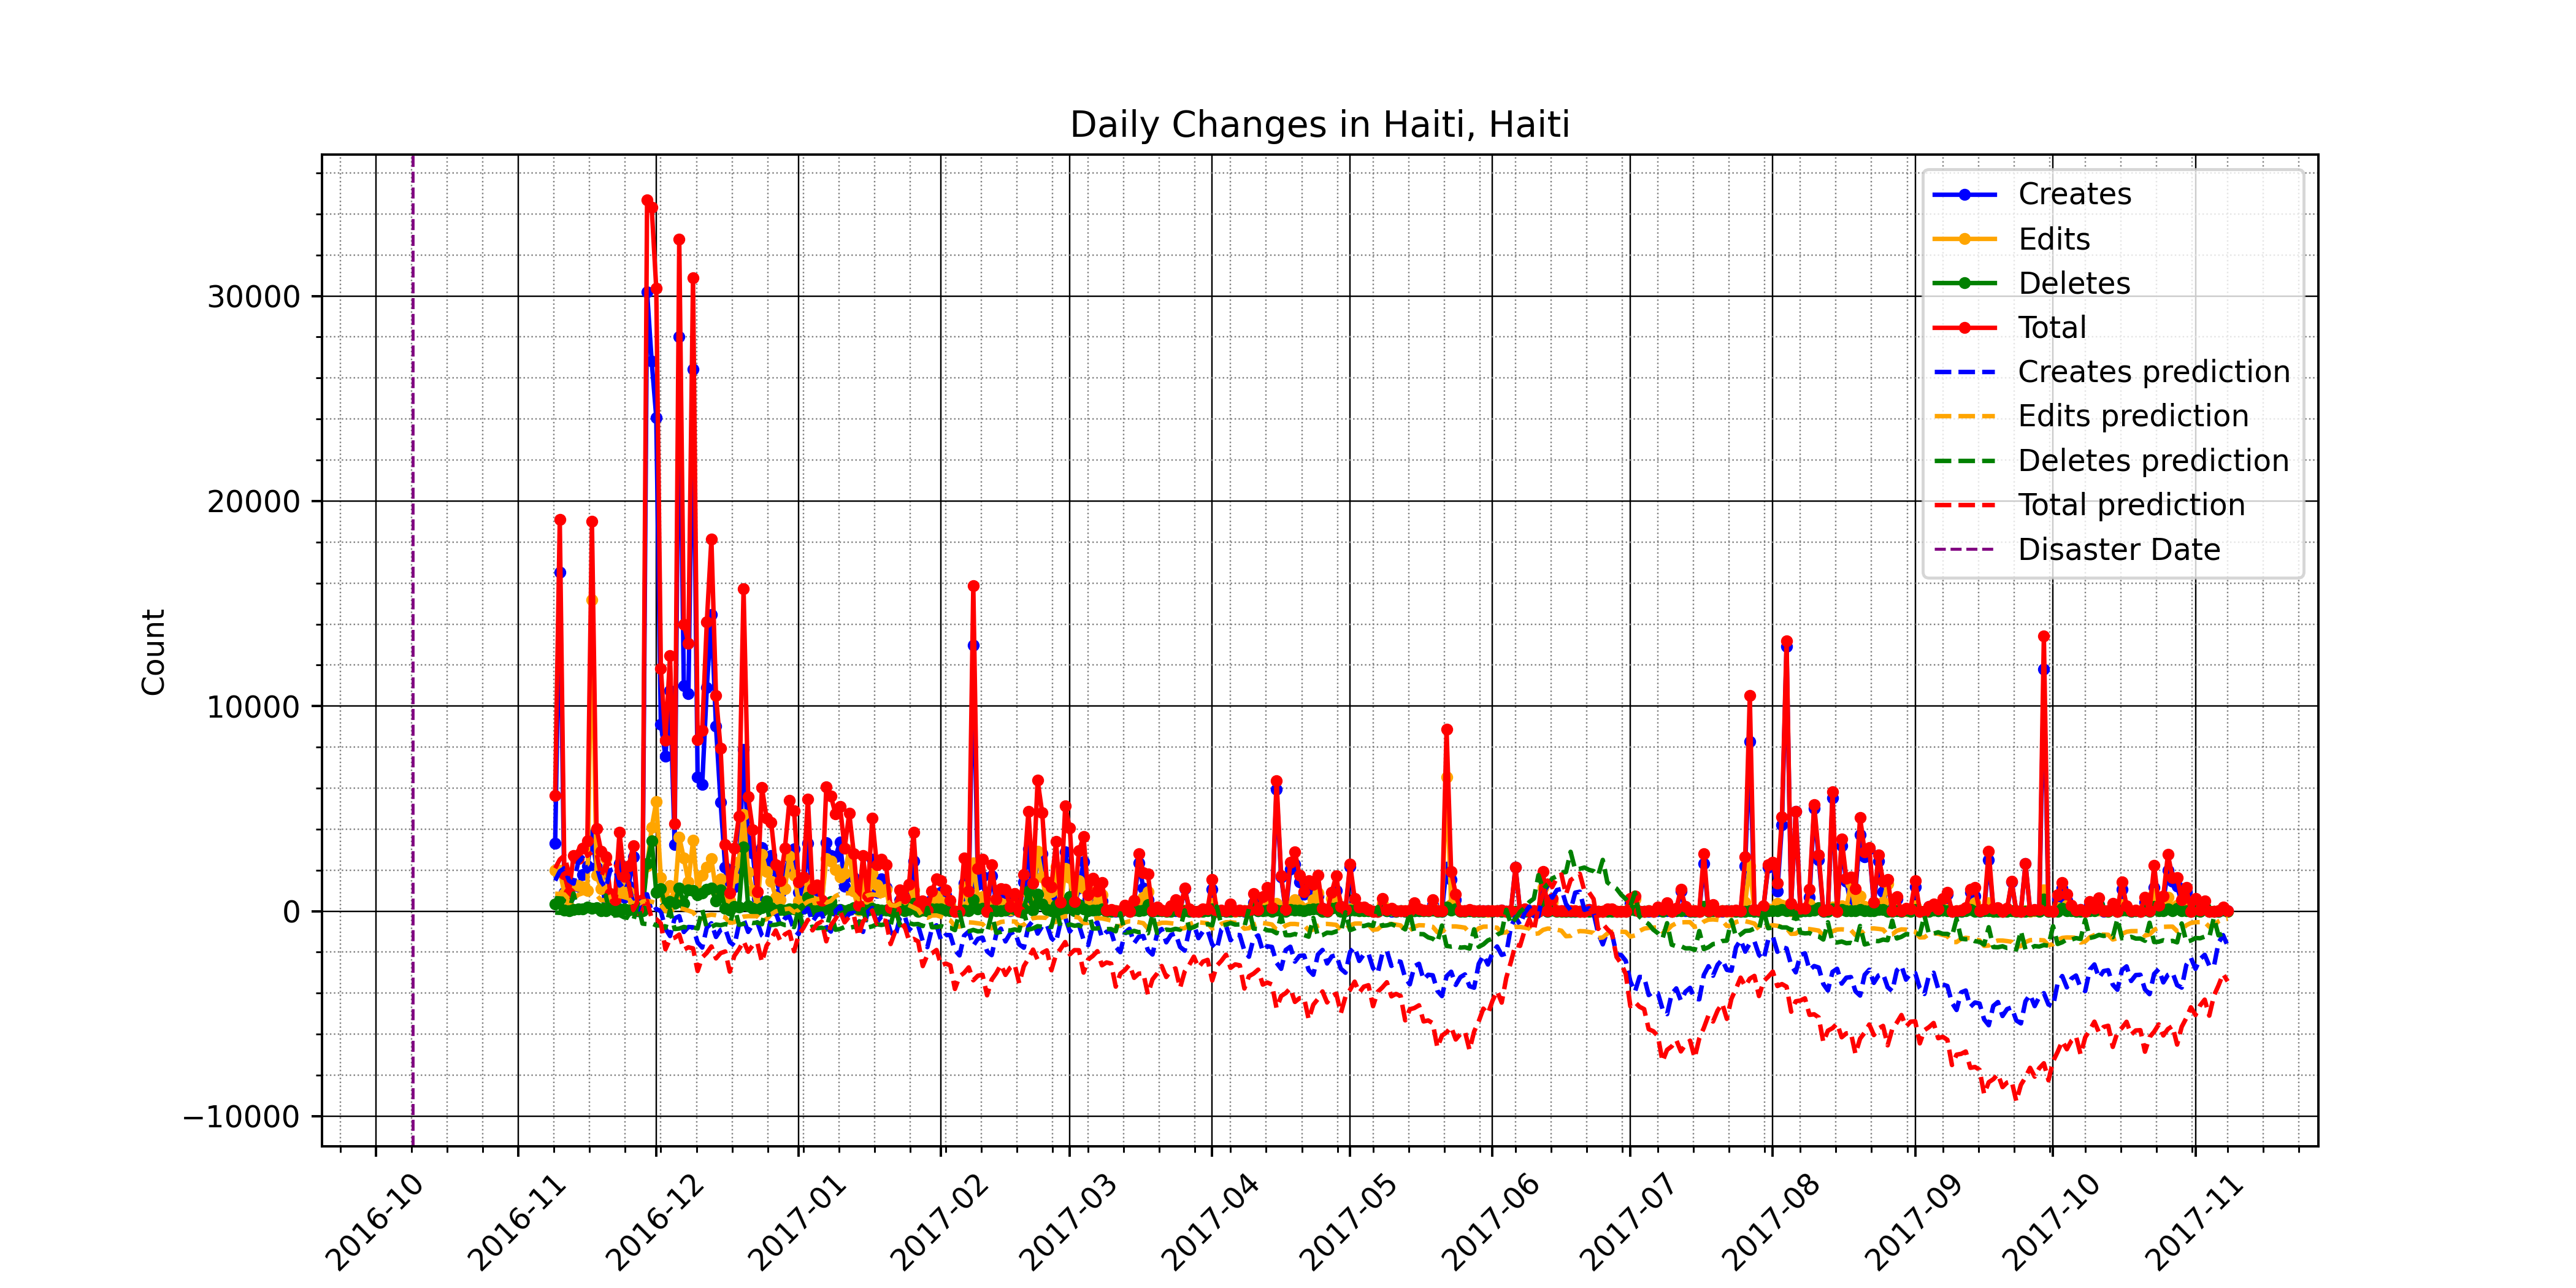 Daily Changes in Haiti, Haiti
Count
30000
20000
10000
0
−10000
2016-10
2016-11
2016-12
2017-01
2017-02
2017-03
2017-04
2017-05
2017-06
2017-07
2017-08
2017-09
2017-10
2017-11
Creates
Edits
Deletes
Total
Creates prediction
Edits prediction
Deletes prediction
Total prediction
Disaster Date